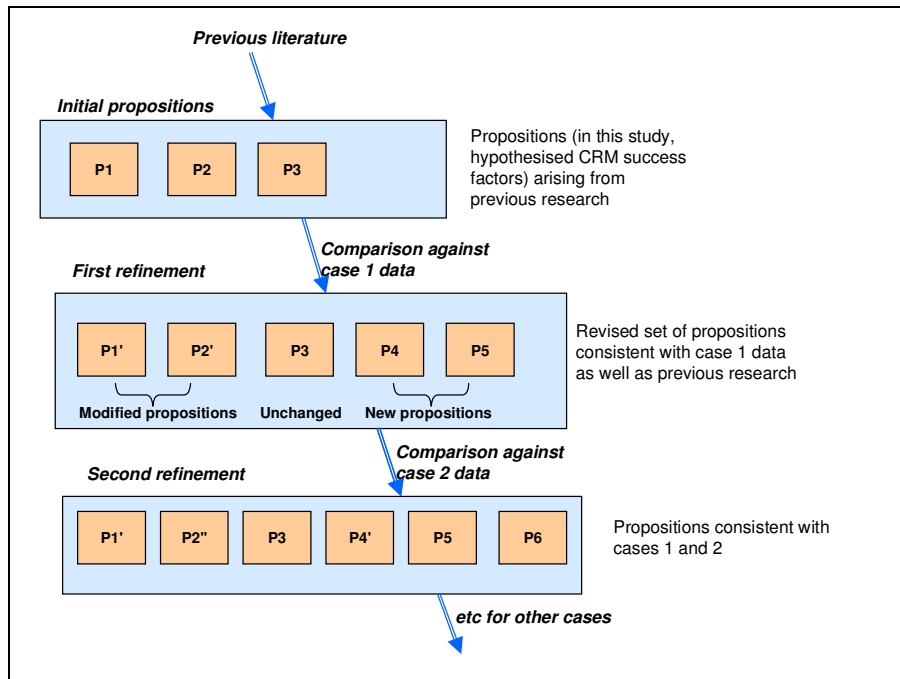 Previous literature
Initial propositions
P1 P2 P3
Propositions (in this study,
hypothesised CRM success
factors) arising from
previous research
Comparison against
case 1 data
First refinement
P1' P2' P3 P4 P5
Modified propositions Unchanged New propositions
Revised set of propositions
consistent with case 1 data
as well as previous research
Comparison against
case 2 data
Second refinement
P1' P2" P3 P4' P5 P6
Propositions consistent with
cases 1 and 2
etc for other cases